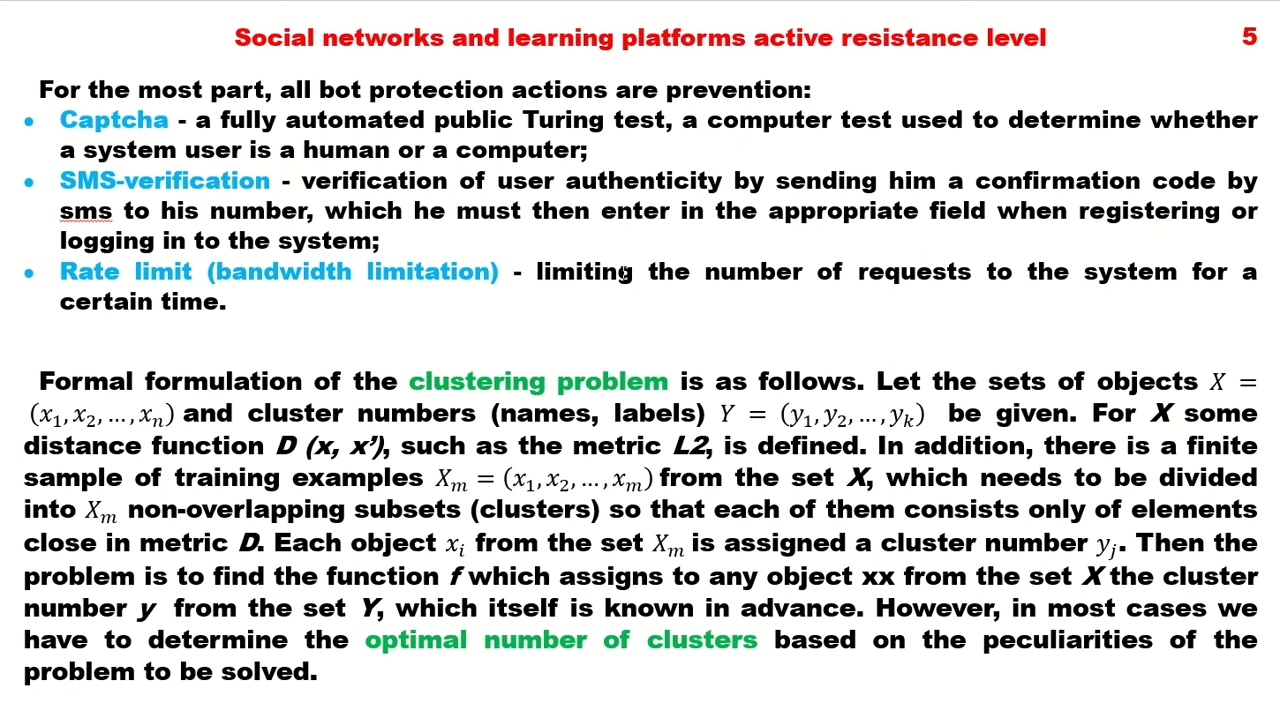 Social networks and learning platforms active resistance level 5
For the most part, all bot protection actions are prevention:
• Captcha - a fully automated public Turing test, a computer test used to determine whether
a system user is a human or a computer;
• SMS-verification - verification of user authenticity by sending him a confirmation code by
sms to his number, which he must then enter in the appropriate field when registering or
logging in to the system;
• Rate limit (bandwidth limitation) - limiting the number of requests to the system for a
certain time.
Formal formulation of the clustering problem is as follows. Let the sets of objects X =
(x₁, x₂, ..., xₙ) and cluster numbers (names, labels) Y = (y₁, y₂, ..., yₖ) be given. For X some
distance function D (x, x’), such as the metric L2, is defined. In addition, there is a finite
sample of training examples Xₘ = (x₁, x₂, ..., xₘ) from the set X, which needs to be divided
into Xₘ non-overlapping subsets (clusters) so that each of them consists only of elements
close in metric D. Each object xᵢ from the set Xₘ is assigned a cluster number yⱼ. Then the
problem is to find the function f which assigns to any object xx from the set X the cluster
number y from the set Y, which itself is known in advance. However, in most cases we
have to determine the optimal number of clusters based on the peculiarities of the
problem to be solved.